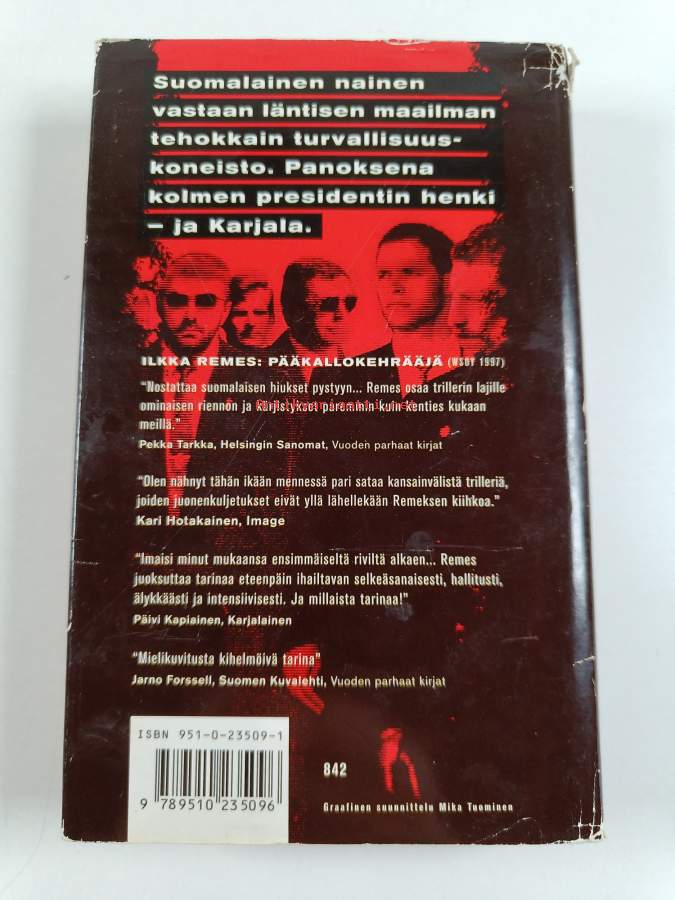 Suomalainen nainen
vastaan läntisen maailman
tehokkain turvallisuus-
koneisto. Panoksena
kolmen presidentin henki
– ja Karjala.
ILKKA REMES: PÄÄKALLOKEHRÄÄJÄ (WSOY 1997)
"Nostattaa suomalaisen hiukset pystyyn... Remes osaa trillerin lajille
ominaisen riennon ja kärjistykset paremmin kuin kenties kukaan
meillä."
Pekka Tarkka, Helsingin Sanomat, Vuoden parhaat kirjat
"Olen nähnyt tähän ikään mennessä pari sataa kansainvälistä trilleriä,
joiden juonenkuljetukset eivät yllä lähellekään Remeksen kiihkoa."
Kari Hotakainen, Image
"Imaisi minut mukaansa ensimmäiseltä riviltä alkaen... Remes
juoksuttaa tarinaa eteenpäin ihailtavan selkeäsanaisesti, hallitusti,
älykkäästi ja intensiivisesti. Ja millaista tarinaa!"
Päivi Kapiainen, Karjalainen
"Mielikuvitusta kihelmöivä tarina"
Jarno Forssell, Suomen Kuvalehti, Vuoden parhaat kirjat
ISBN 951-0-23509-1
9 789510 235096
842
Graafinen suunnittelu Mika Tuominen